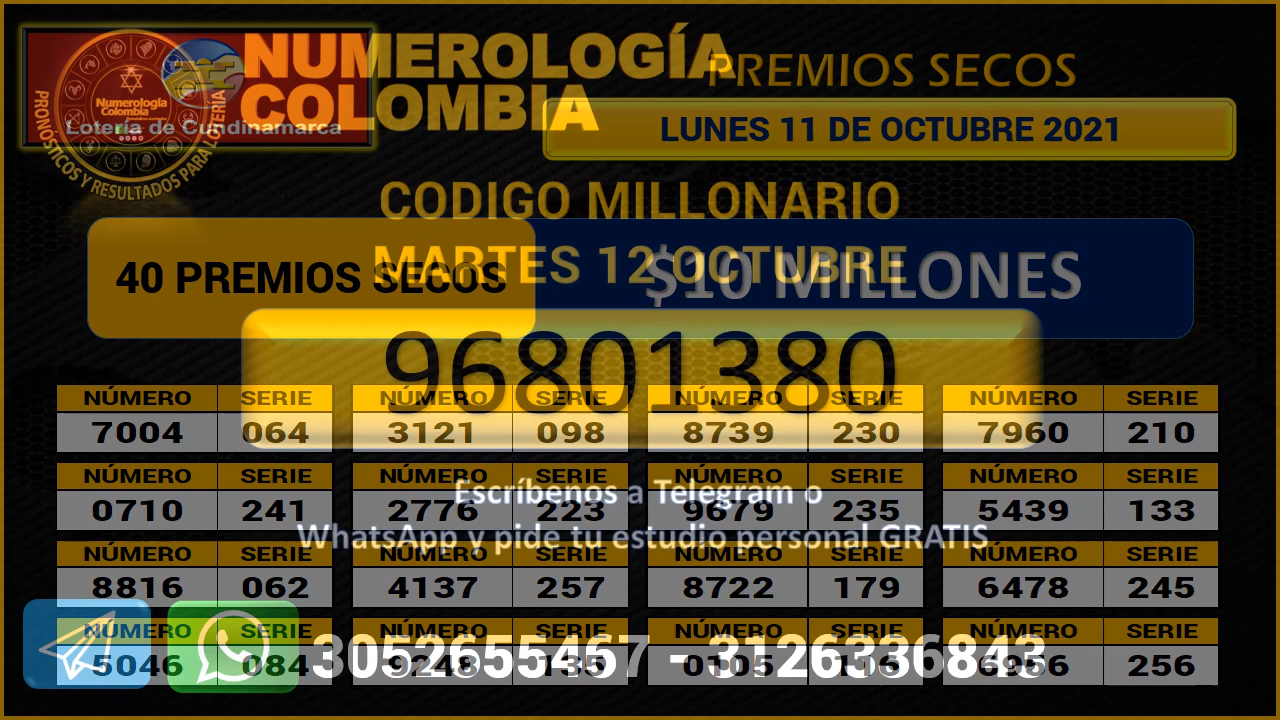 NUMEROLOGÍA
COLOMBIA
PREMIOS SECOS
Numerología
Colombia
PRONÓSTICOS Y RESULTADOS PARA LOTERÍA
Lotería de Cundinamarca
LUNES 11 DE OCTUBRE 2021
CODIGO MILLONARIO
MARTES 12 OCTUBRE
40 PREMIOS SECOS
$10 MILLONES
96801380
NÚMERO SERIE NÚMERO SERIE NÚMERO SERIE NÚMERO SERIE
7004 064 3121 098 8739 230 7960 210
NÚMERO SERIE NÚMERO SERIE NÚMERO SERIE NÚMERO SERIE
0710 241 2776 223 9679 235 5439 133
Escríbenos a Telegram o
WhatsApp y pide tu estudio personal GRATIS
NÚMERO SERIE NÚMERO SERIE NÚMERO SERIE NÚMERO SERIE
8816 062 4137 257 8722 179 6478 245
NÚMERO SERIE NÚMERO SERIE NÚMERO SERIE NÚMERO SERIE
5046 084 9248 0105 256
3052655467 - 3126336843